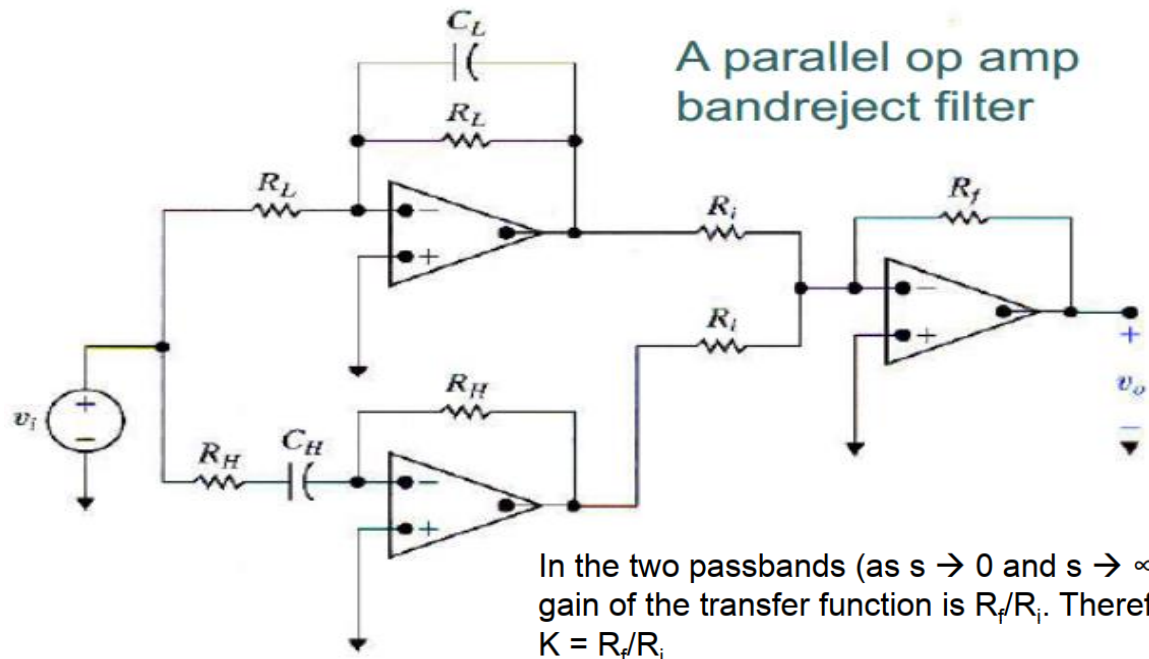 C_L
A parallel op amp
bandreject filter
R_L
R_L
−
+
R_i
R_f
−
+
R_i
+
v_o
−
R_H
v_i
+
−
R_H
C_H
−
+
In the two passbands (as s → 0 and s → ∞
gain of the transfer function is R_f/R_i.
K = R_f/R_i